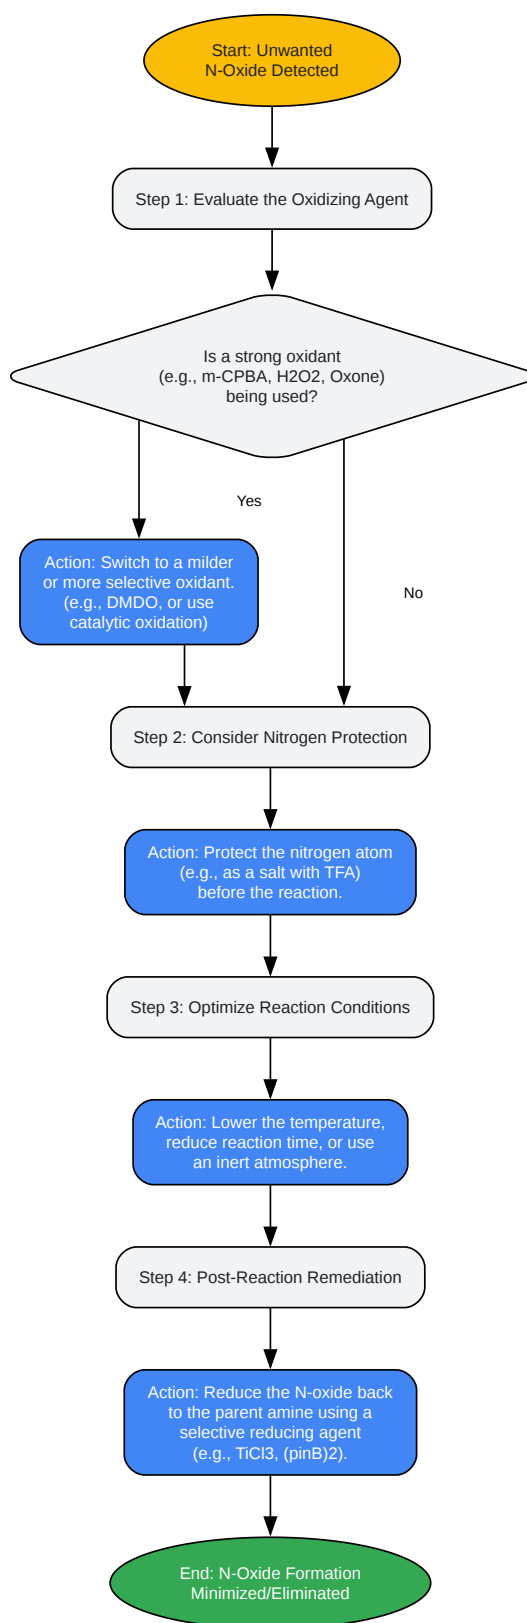 Start: Unwanted
N-Oxide Detected
Step 1: Evaluate the Oxidizing Agent
Is a strong oxidant
(e.g., m-CPBA, H2O2, Oxone)
being used?
Yes
Action: Switch to a milder
or more selective oxidant.
(e.g., DMDO, or use
catalytic oxidation)
No
Step 2: Consider Nitrogen Protection
Action: Protect the nitrogen atom
(e.g., as a salt with TFA)
before the reaction.
Step 3: Optimize Reaction Conditions
Action: Lower the temperature,
reduce reaction time, or use
an inert atmosphere.
Step 4: Post-Reaction Remediation
Action: Reduce the N-oxide back
to the parent amine using a
selective reducing agent
(e.g., TiCl3, (pinB)2).
End: N-Oxide Formation
Minimized/Eliminated